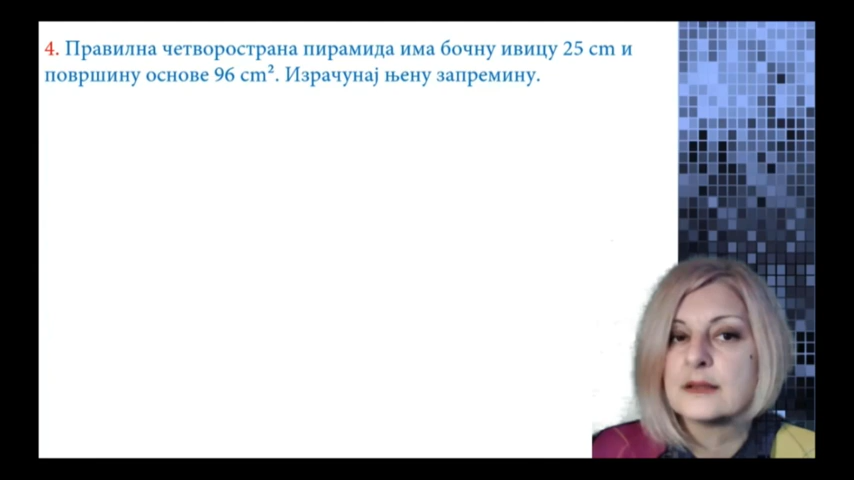 4. Правилна четворострана пирамида има бочну ивицу 25 cm и
површину основе 96 cm². Израчунај њену запремину.